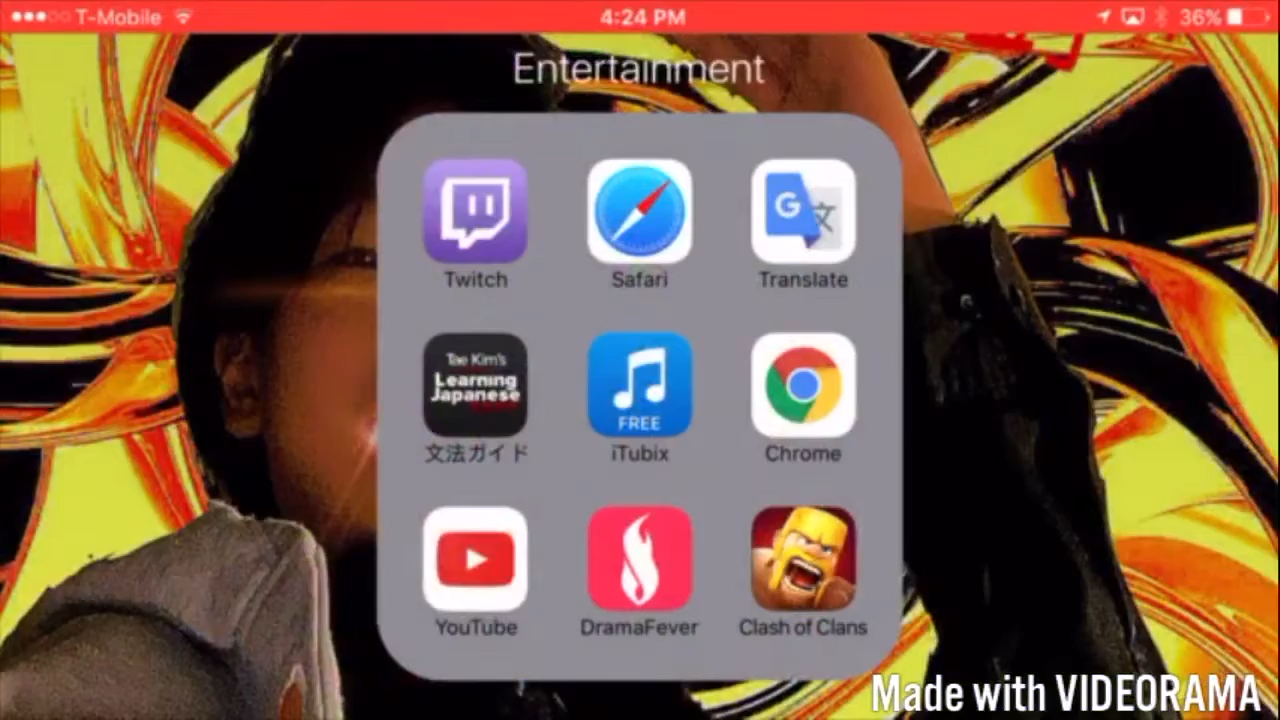 T-Mobile 4:24 PM 36%
Entertainment
Twitch Safari Translate
G 文
Tae Kim's
Learning
Japanese
FREE
文法ガイド iTubix Chrome
YouTube DramaFever Clash of Clans
Made with VIDEORAMA